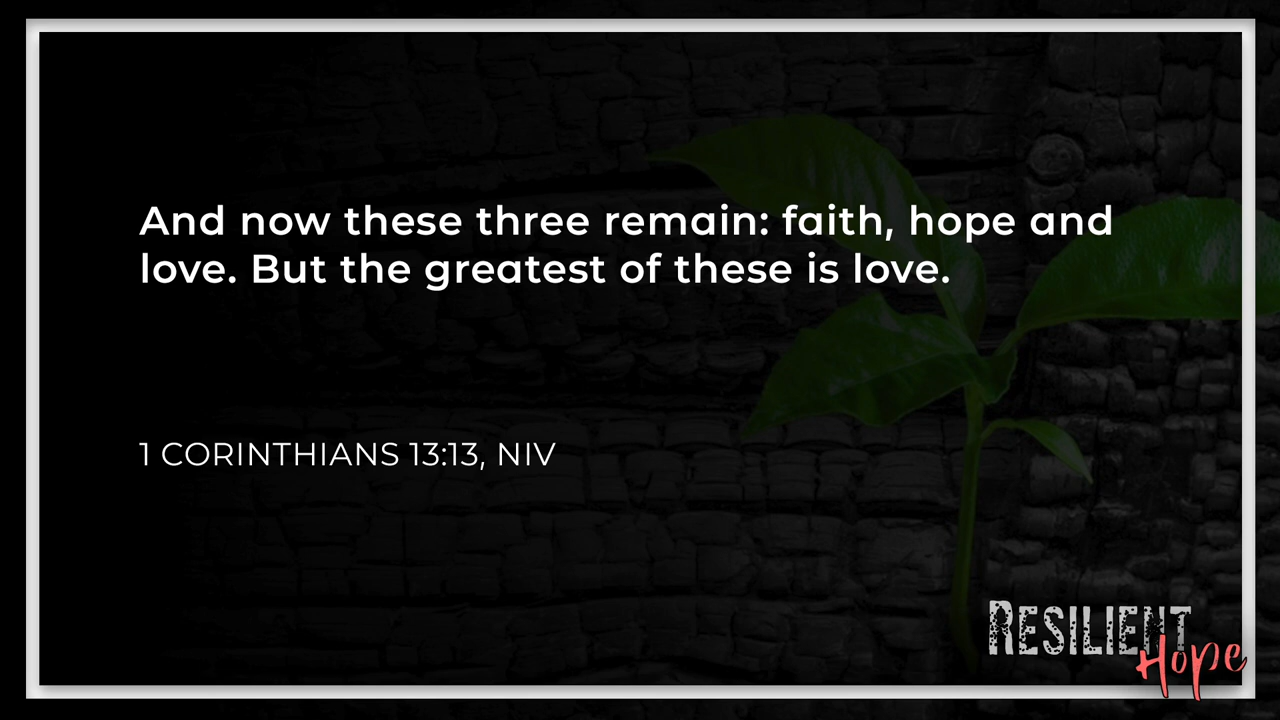 And now these three remain: faith, hope and
love. But the greatest of these is love.
1 CORINTHIANS 13:13, NIV
RESILIENT
Hope